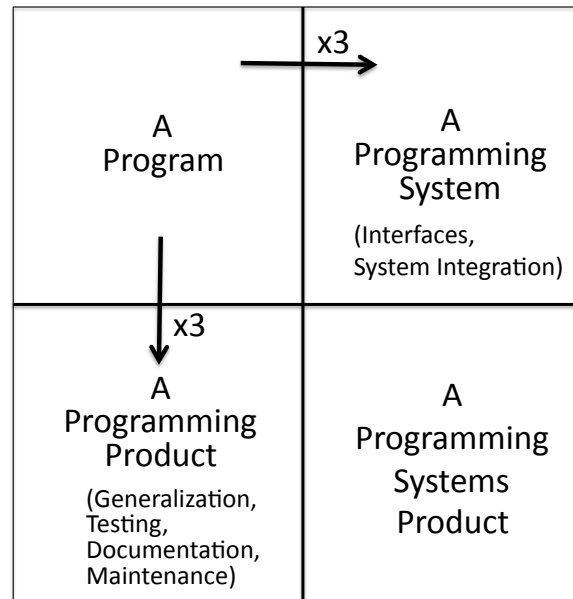 x3
A
Program
A
Programming
System
(Interfaces,
System Integration)
x3
A
Programming
Product
(Generalization,
Testing,
Documentation,
Maintenance)
A
Programming
Systems
Product